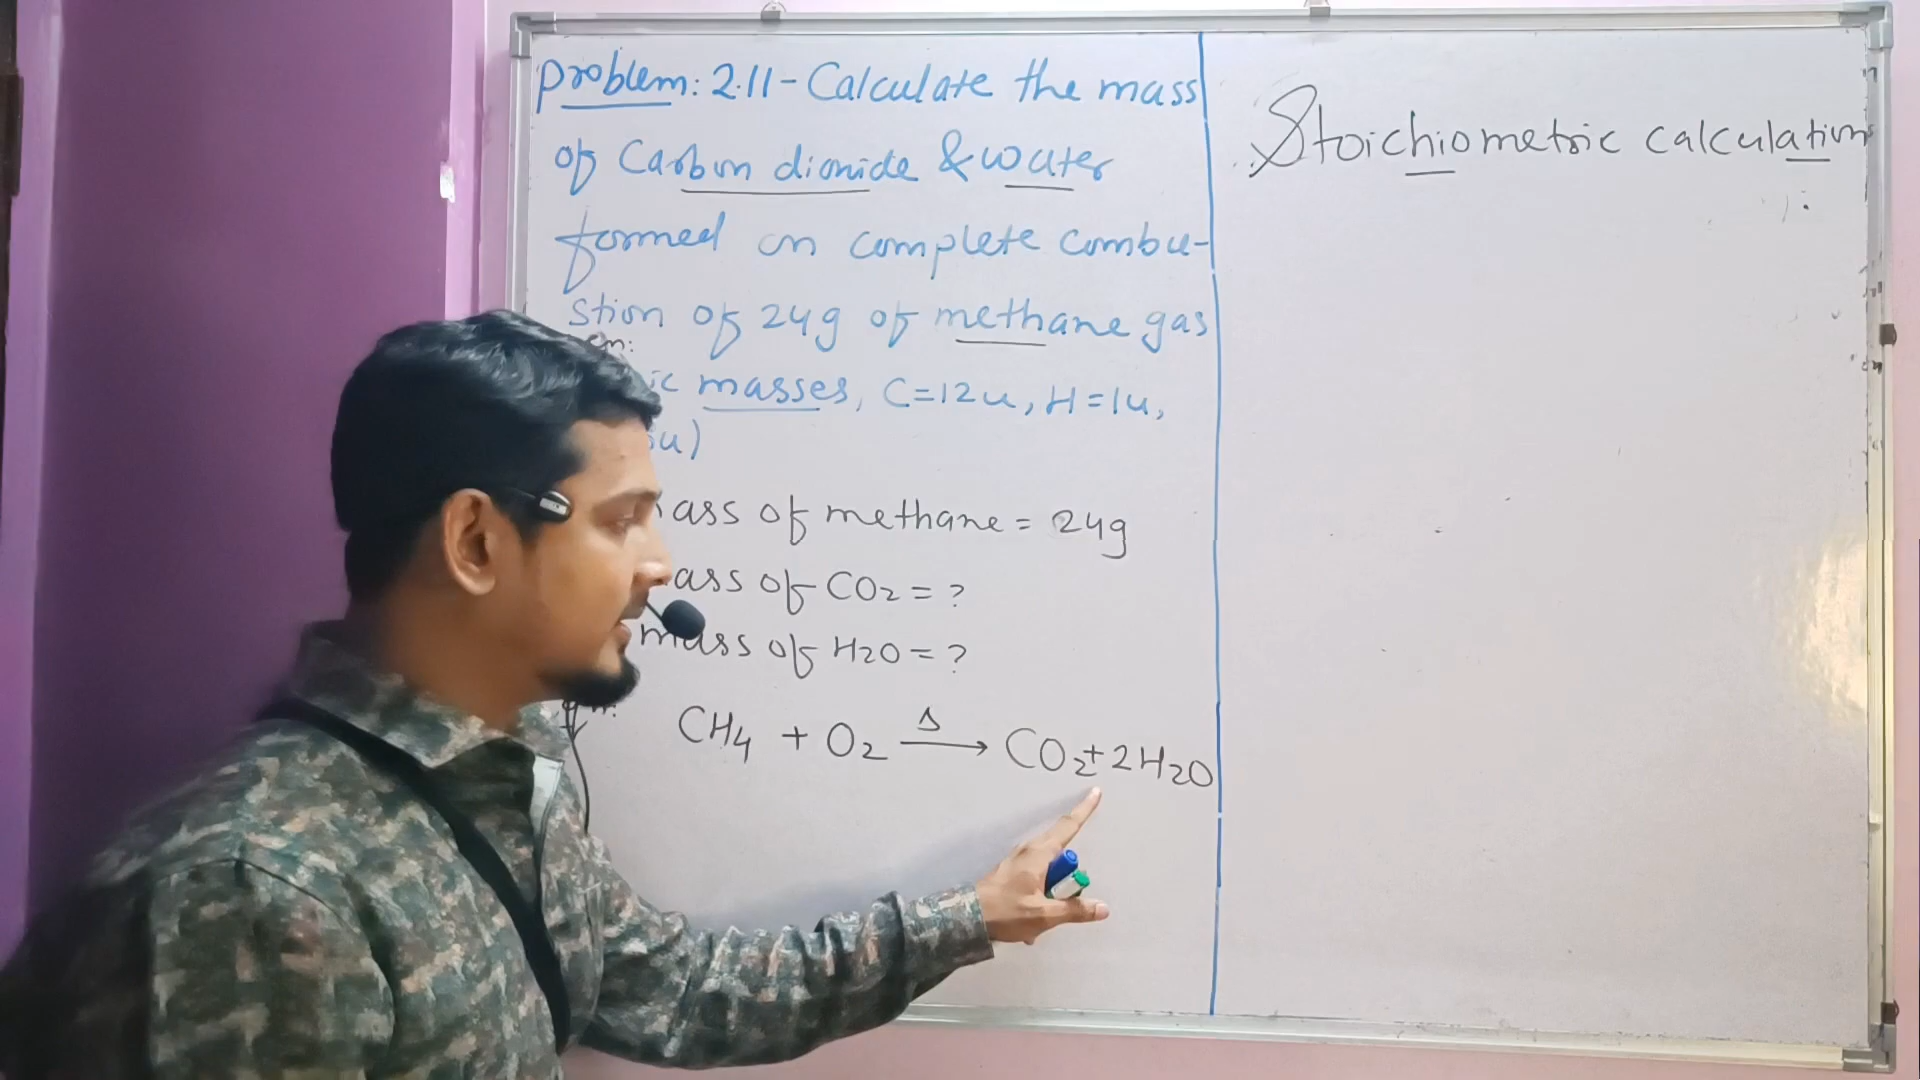 problem: 2.11 - Calculate the mass
of Carbon dioxide & water
formed on complete combu-
stion of 24g of methane gas
ic masses, C=12u, H=1u,
u)
ass of methane = 24g
ass of CO2 = ?
mass of H2O = ?
CH4 + O2 Δ→ CO2 + 2H2O
Stoichiometric calculations